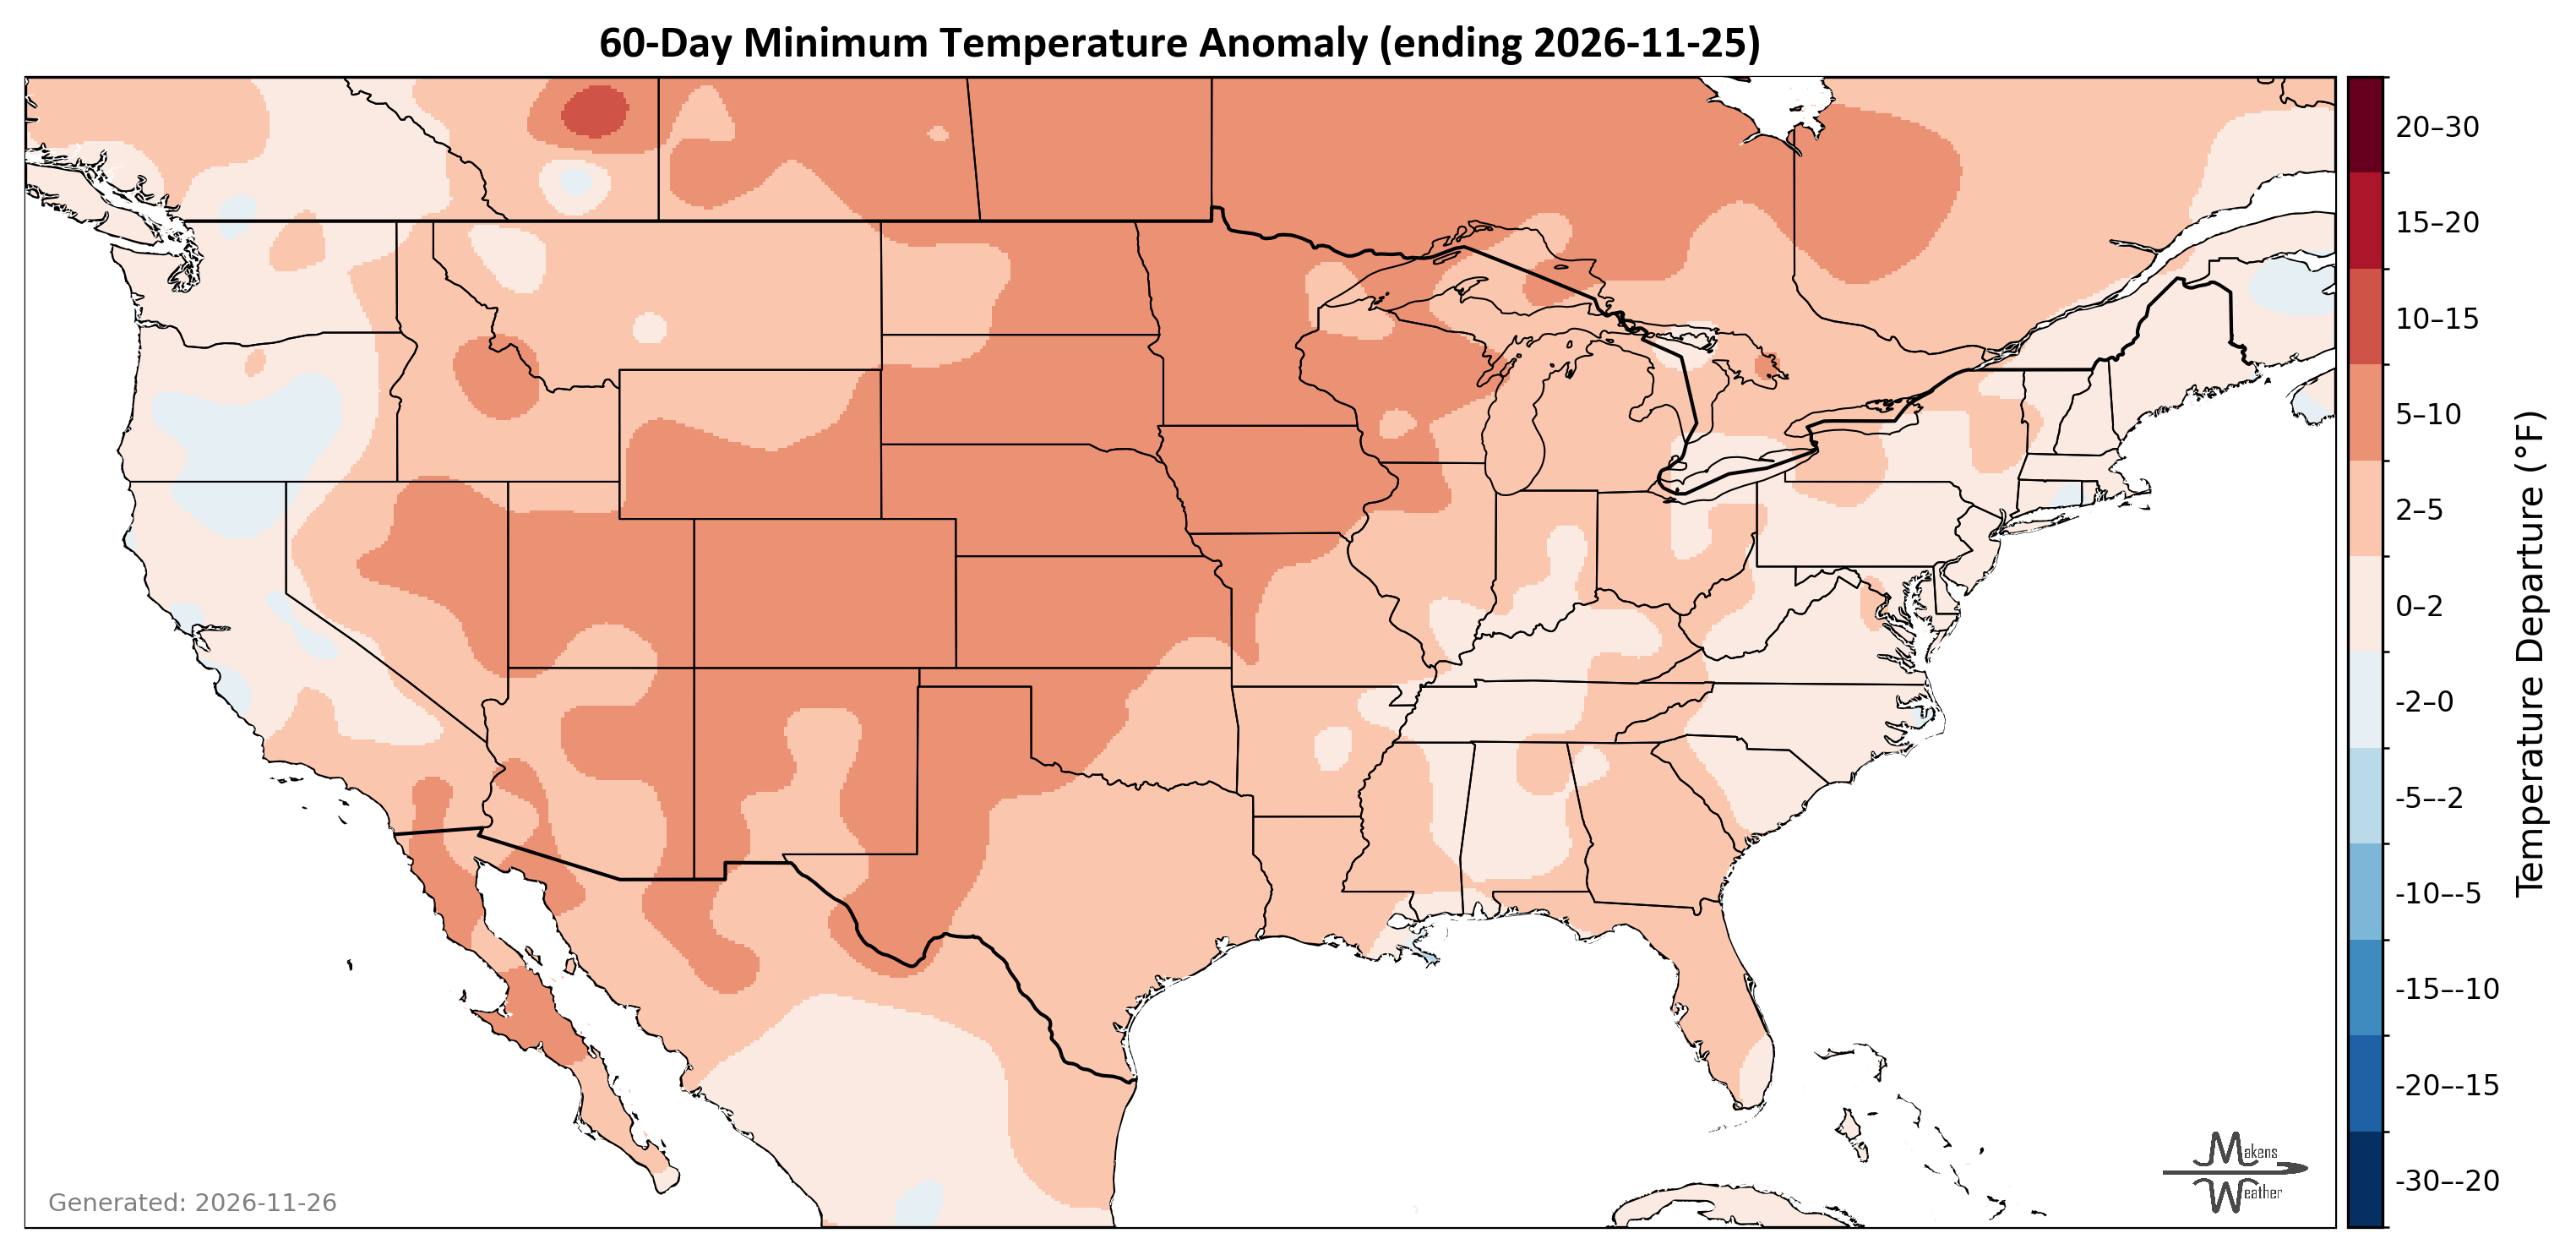 60-Day Minimum Temperature Anomaly (ending 2026-11-25)
20–30
15–20
10–15
5–10
2–5
0–2
-2–0
-5–-2
-10–-5
-15–-10
-20–-15
-30–-20
Temperature Departure (°F)
Makens
Weather
Generated: 2026-11-26